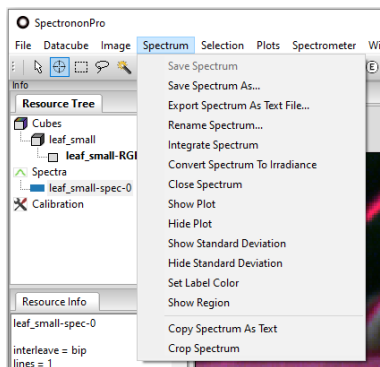 SpectrononPro
File Datacube Image Spectrum Selection Plots Spectrometer
Info
Resource Tree
Cubes
leaf_small
leaf_small-RG
Spectra
leaf_small-spec-0
Calibration
Save Spectrum
Save Spectrum As...
Export Spectrum As Text File...
Rename Spectrum...
Integrate Spectrum
Convert Spectrum To Irradiance
Close Spectrum
Show Plot
Hide Plot
Show Standard Deviation
Hide Standard Deviation
Set Label Color
Show Region
Copy Spectrum As Text
Crop Spectrum
E
Resource Info
leaf_small-spec-0
interleave = bip
lines = 1